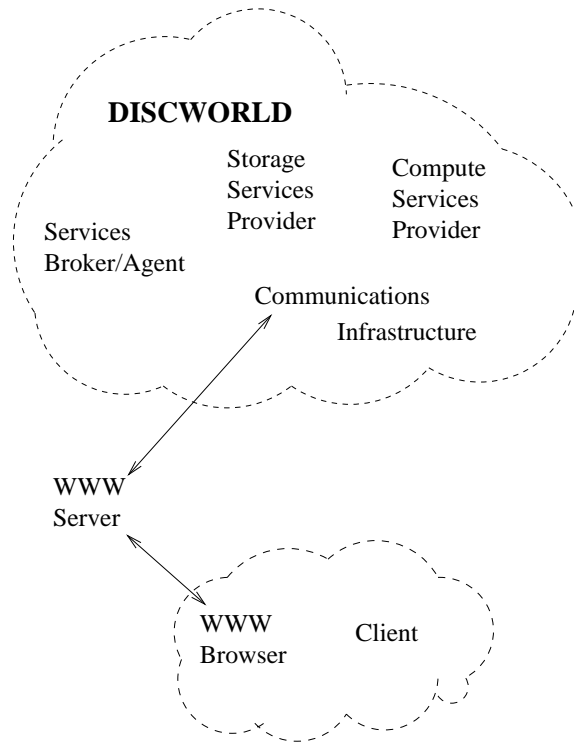 DISCWORLD
Storage
Services
Provider
Compute
Services
Provider
Services
Broker/Agent
Communications
Infrastructure
WWW
Server
WWW
Browser
Client